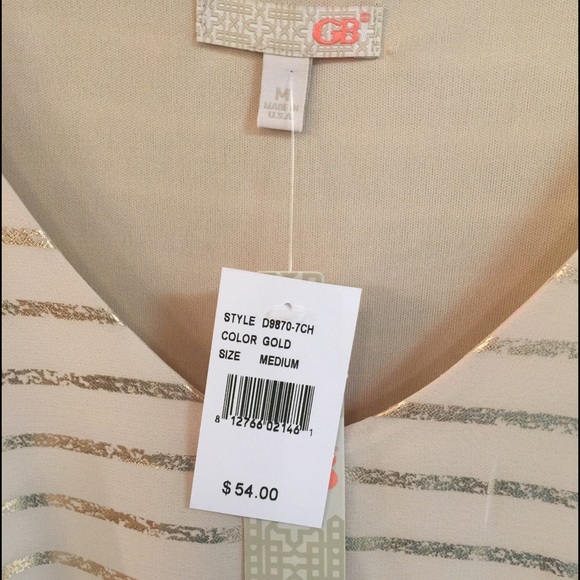 GB
M
MADE IN
U.S.A.
STYLE D9870-7CH
COLOR GOLD
SIZE MEDIUM
8 12766 02146 1
$ 54.00